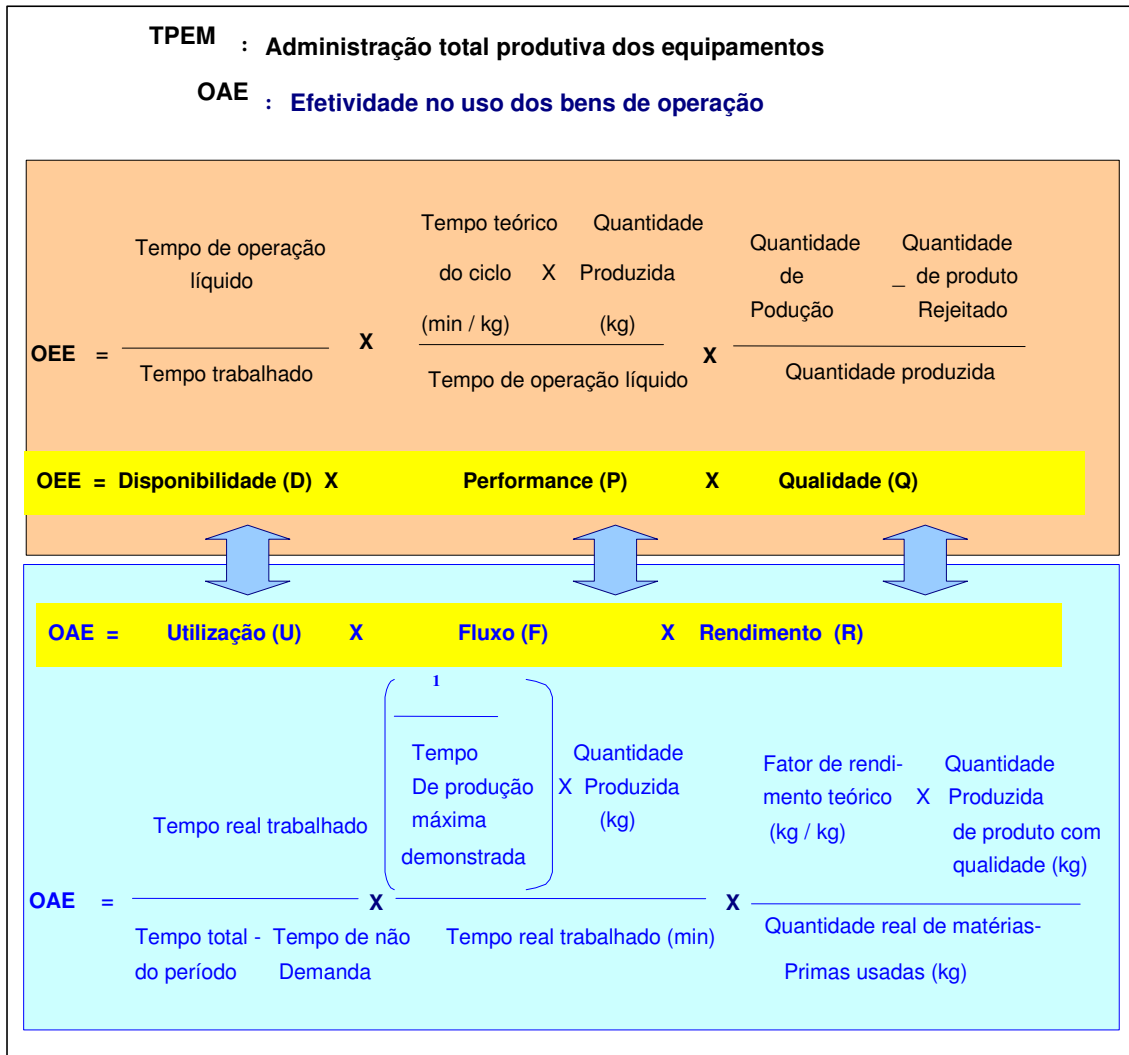 TPEM : Administração total produtiva dos equipamentos
OAE : Efetividade no uso dos bens de operação
Tempo teórico Quantidade
Tempo de operação Quantidade Quantidade
líquido do ciclo X Produzida de _ de produto
(min / kg) (kg) Podução Rejeitado
OEE = X X
Tempo trabalhado Tempo de operação líquido Quantidade produzida
OEE = Disponibilidade (D) X Performance (P) X Qualidade (Q)
OAE = Utilização (U) X Fluxo (F) X Rendimento (R)
1
Tempo Quantidade Fator de rendi- Quantidade
De produção X Produzida mento teórico X Produzida
Tempo real trabalhado máxima (kg) (kg / kg) de produto com
demonstrada qualidade (kg)
OAE = X X
Tempo total - Tempo de não Tempo real trabalhado (min) Quantidade real de matérias-
do período Demanda Primas usadas (kg)